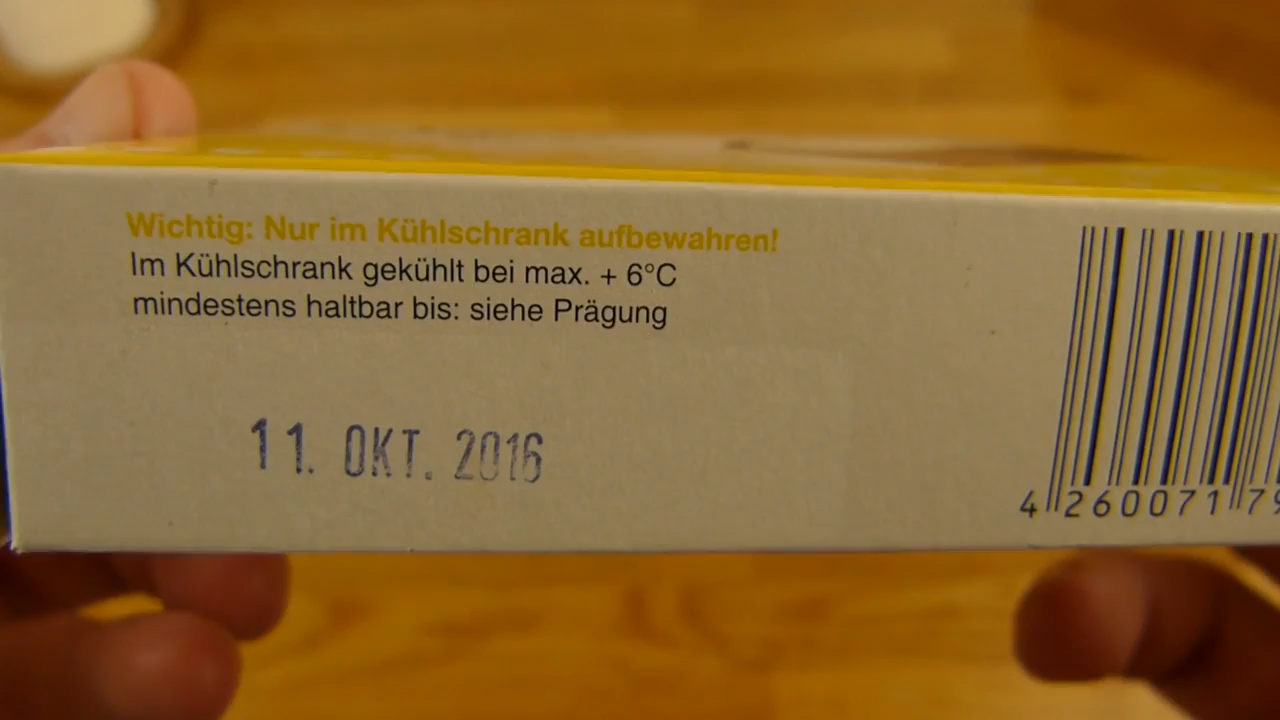 Wichtig: Nur im Kühlschrank aufbewahren!
Im Kühlschrank gekühlt bei max. + 6°C
mindestens haltbar bis: siehe Prägung
11. OKT. 2016
4 260071 79